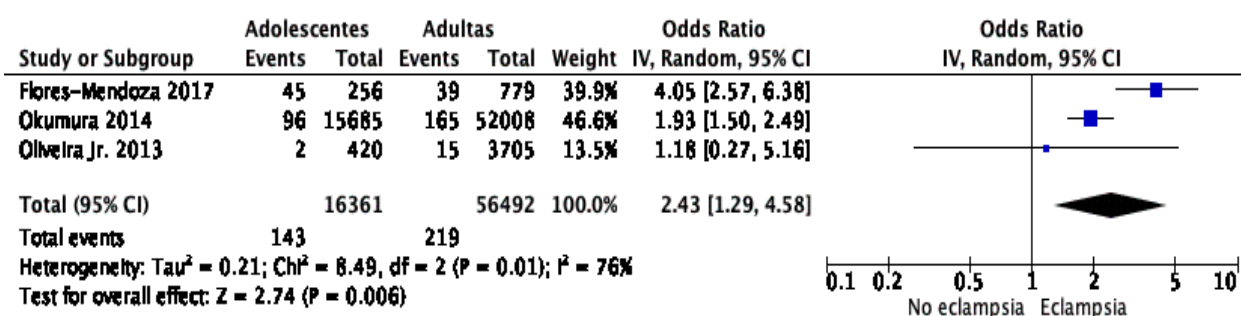 Adolescentes Adultas Odds Ratio Odds Ratio
Study or Subgroup Events Total Events Total Weight IV, Random, 95% CI IV, Random, 95% CI
Flores-Mendoza 2017 45 256 39 779 39.9% 4.05 [2.57, 6.38]
Okumura 2014 96 15685 165 52008 46.6% 1.93 [1.50, 2.49]
Oliveira Jr. 2013 2 420 15 3705 13.5% 1.18 [0.27, 5.16]
Total (95% CI) 16361 56492 100.0% 2.43 [1.29, 4.58]
Total events 143 219
Heterogeneity: Tau² = 0.21; Chi² = 8.49, df = 2 (P = 0.01); I² = 76%
Test for overall effect: Z = 2.74 (P = 0.006)
0.1 0.2 0.5 1 2 5 10
No eclampsia Eclampsia